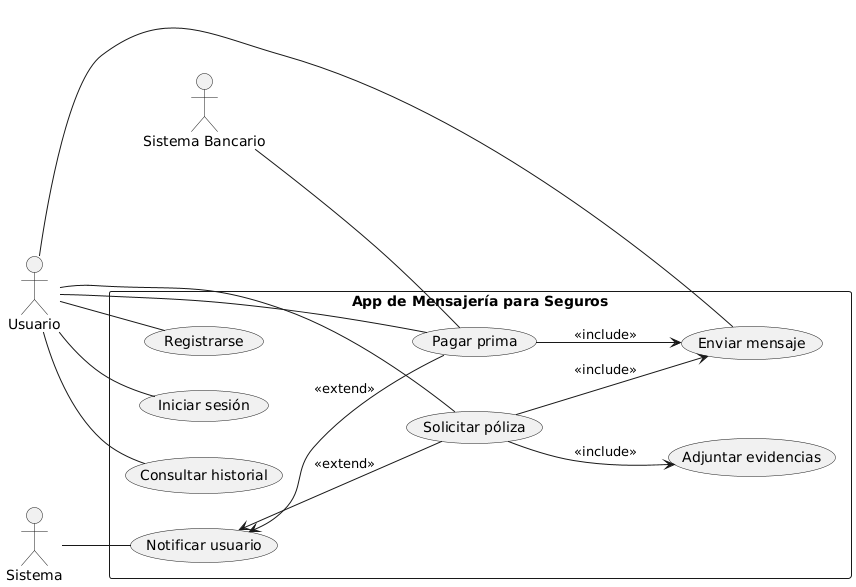 Sistema Bancario
Usuario
App de Mensajería para Seguros
Registrarse
Pagar prima
«include»
Enviar mensaje
«include»
«extend»
Iniciar sesión
Solicitar póliza
«include»
Adjuntar evidencias
«extend»
Consultar historial
Notificar usuario
Sistema